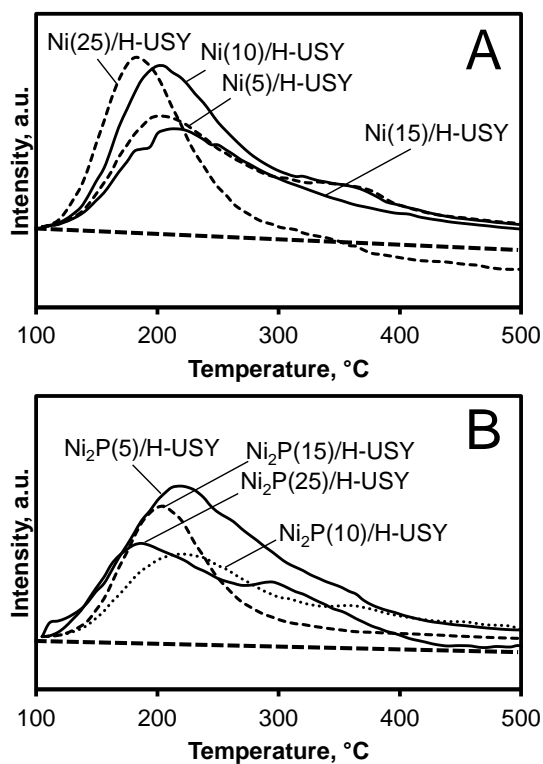 A
Ni(25)/H-USY
Ni(10)/H-USY
Ni(5)/H-USY
Ni(15)/H-USY
Intensity, a.u.
100 200 300 400 500
Temperature, °C
B
Ni₂P(5)/H-USY
Ni₂P(15)/H-USY
Ni₂P(25)/H-USY
Ni₂P(10)/H-USY
Intensity, a.u.
100 200 300 400 500
Temperature, °C